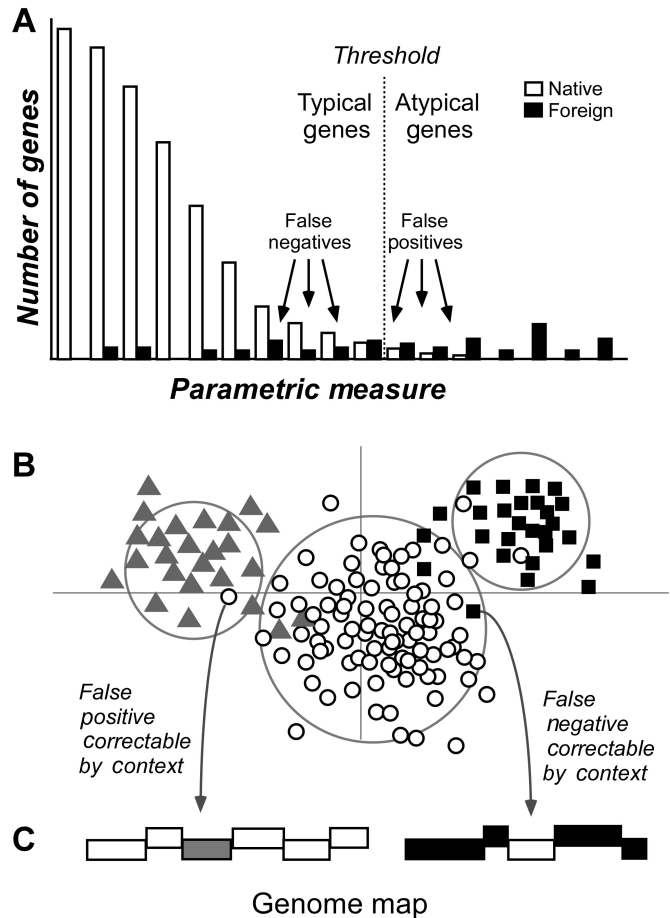 A
Threshold
Typical
genes
Atypical
genes
Native
Foreign
Number of genes
False
negatives
False
positives
Parametric measure
B
False
positive
correctable
by context
False
negative
correctable
by context
C
Genome map